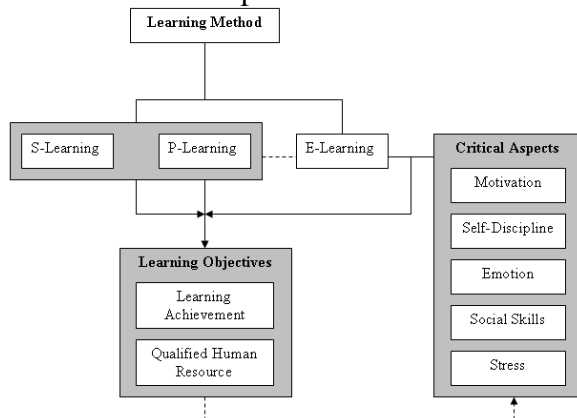 Learning Method
S-Learning
P-Learning
E-Learning
Critical Aspects
Motivation
Self-Discipline
Emotion
Social Skills
Stress
Learning Objectives
Learning
Achievement
Qualified Human
Resource